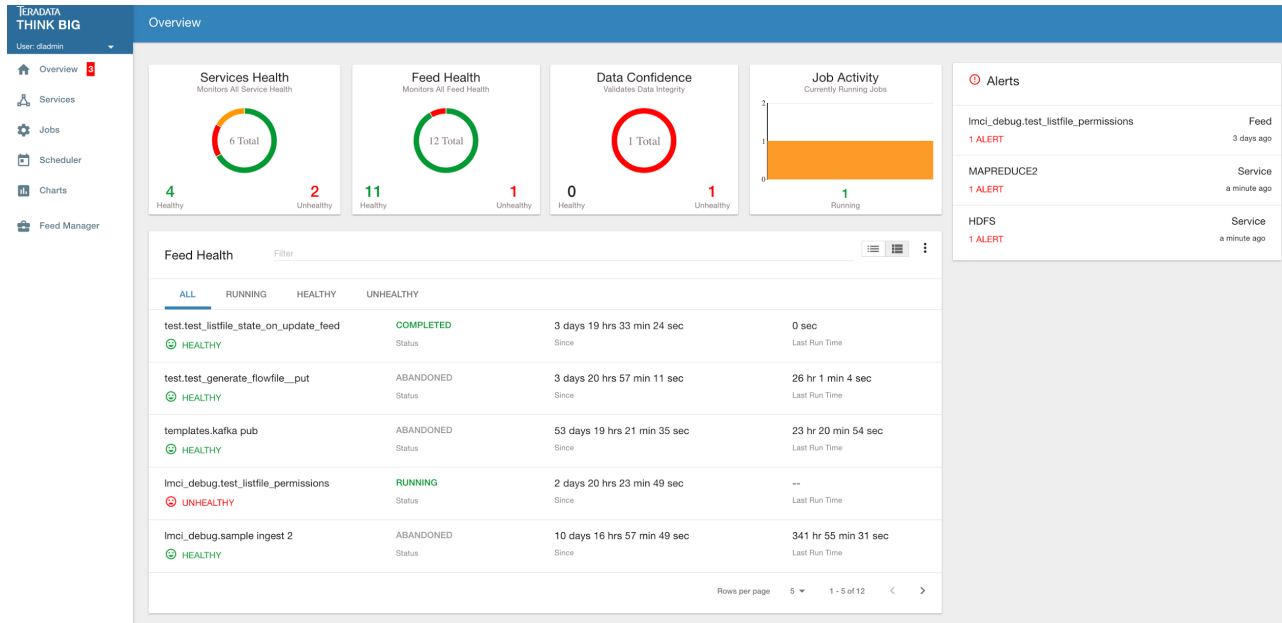 TERADATA
THINK BIG
User: dladmin
Overview
Overview 3
Services
Jobs
Scheduler
Charts
Feed Manager
Services Health
Monitors All Service Health
6 Total
4
Healthy
2
Unhealthy
Feed Health
Monitors All Feed Health
12 Total
11
Healthy
1
Unhealthy
Data Confidence
Validates Data Integrity
1 Total
0
Healthy
1
Unhealthy
Job Activity
Currently Running Jobs
2
1
0
1
Running
Alerts
lmci_debug.test_listfile_permissions Feed
1 ALERT 3 days ago
MAPREDUCE2 Service
1 ALERT a minute ago
HDFS Service
1 ALERT a minute ago
Feed Health Filter
ALL RUNNING HEALTHY UNHEALTHY
test.test_listfile_state_on_update_feed COMPLETED 3 days 19 hrs 33 min 24 sec 0 sec
HEALTHY Status Since Last Run Time
test.test_generate_flowfile__put ABANDONED 3 days 20 hrs 57 min 11 sec 26 hr 1 min 4 sec
HEALTHY Status Since Last Run Time
templates.kafka pub ABANDONED 53 days 19 hrs 21 min 35 sec 23 hr 20 min 54 sec
HEALTHY Status Since Last Run Time
lmci_debug.test_listfile_permissions RUNNING 2 days 20 hrs 23 min 49 sec --
UNHEALTHY Status Since Last Run Time
lmci_debug.sample ingest 2 ABANDONED 10 days 16 hrs 57 min 49 sec 341 hr 55 min 31 sec
HEALTHY Status Since Last Run Time
Rows per page 5 1 - 5 of 12